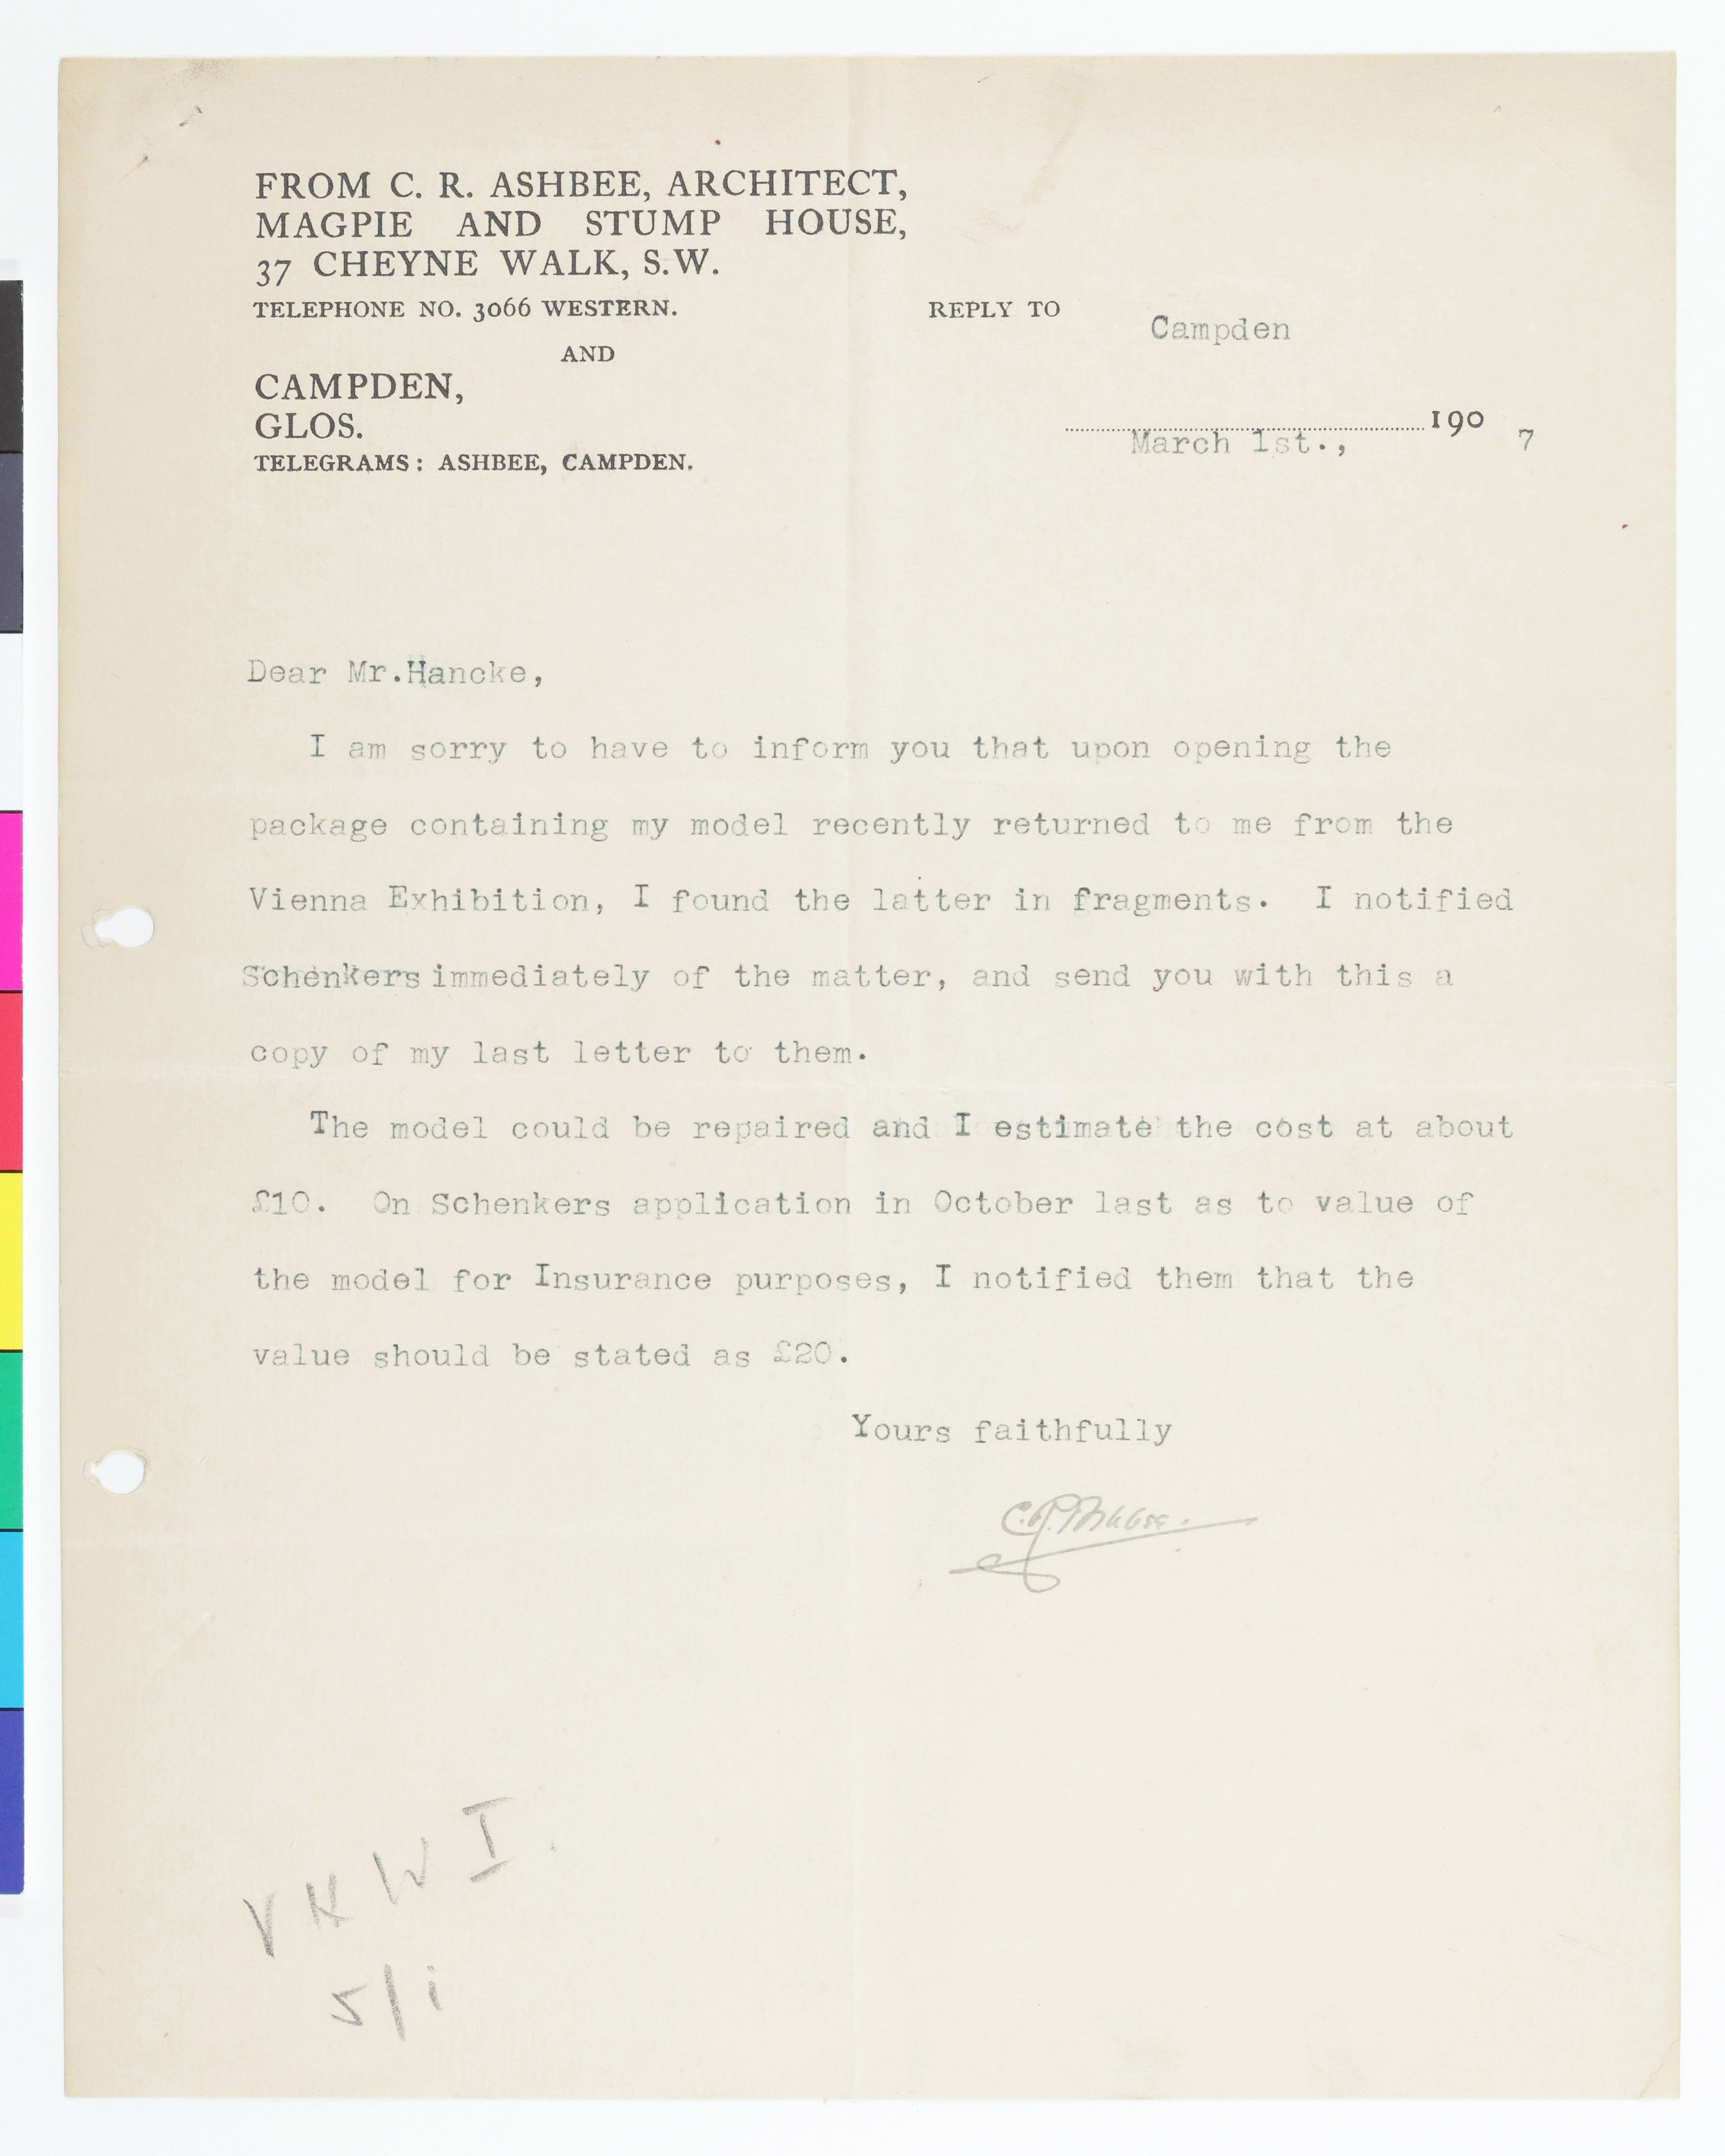 FROM C. R. ASHBEE, ARCHITECT,
MAGPIE AND STUMP HOUSE,
37 CHEYNE WALK, S.W.
TELEPHONE NO. 3066 WESTERN.
AND
CAMPDEN,
GLOS.
TELEGRAMS: ASHBEE, CAMPDEN.
REPLY TO Campden
March 1st., 1907
Dear Mr.Hancke,
I am sorry to have to inform you that upon opening the
package containing my model recently returned to me from the
Vienna Exhibition, I found the latter in fragments. I notified
Schenkers immediately of the matter, and send you with this a
copy of my last letter to them.
The model could be repaired and I estimate the cost at about
£10. On Schenkers application in October last as to value of
the model for Insurance purposes, I notified them that the
value should be stated as £20.
Yours faithfully
C.R.Ashbee.
V K W I
5/i